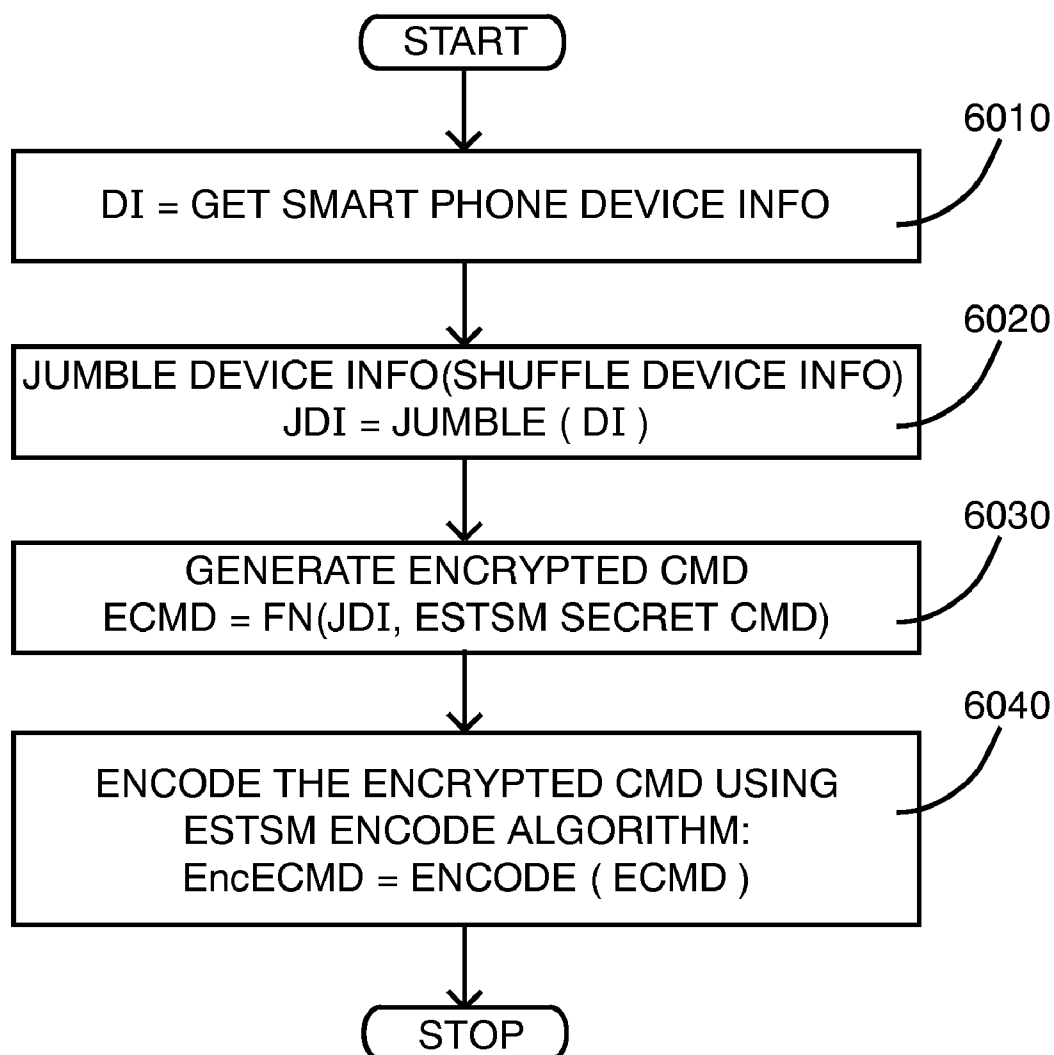 START
6010
DI = GET SMART PHONE DEVICE INFO
6020
JUMBLE DEVICE INFO(SHUFFLE DEVICE INFO)
JDI = JUMBLE ( DI )
6030
GENERATE ENCRYPTED CMD
ECMD = FN(JDI, ESTSM SECRET CMD)
6040
ENCODE THE ENCRYPTED CMD USING
ESTSM ENCODE ALGORITHM:
EncECMD = ENCODE ( ECMD )
STOP